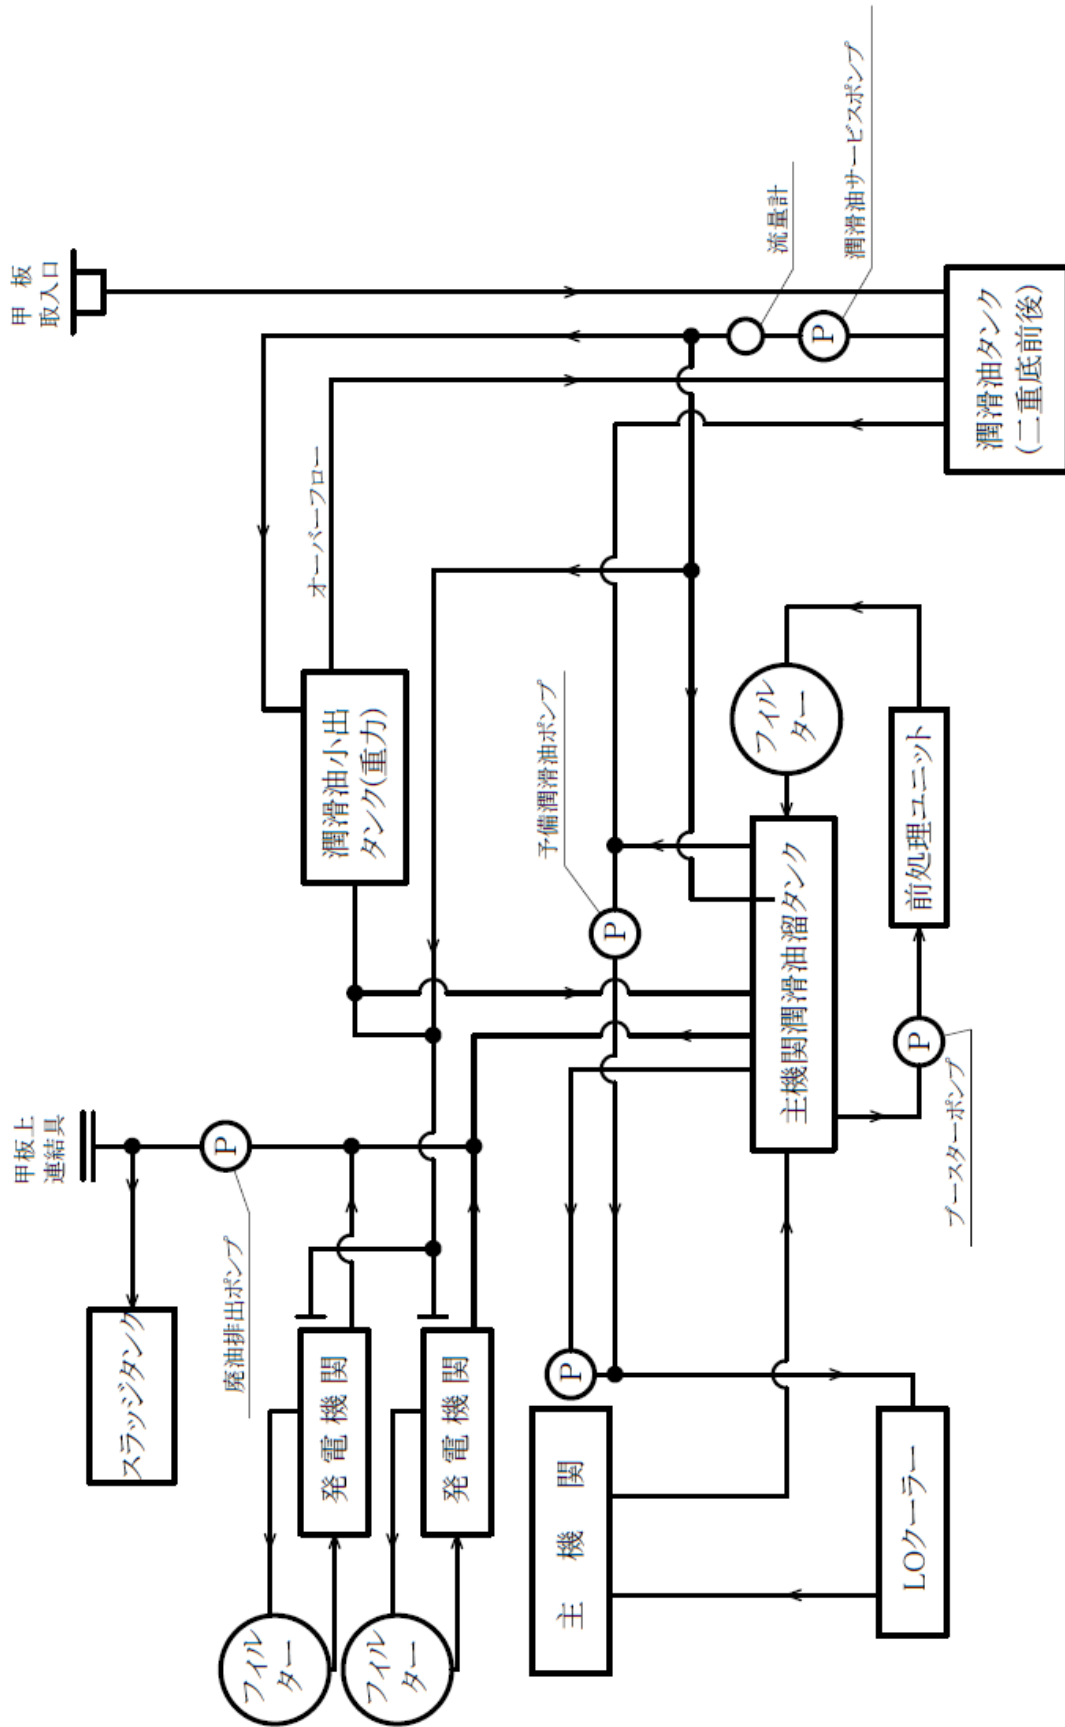 甲板上
連結具
スラッジタンク
P
廃油排出ポンプ
フィル
ター
発電機関
フィル
ター
発電機関
潤滑油小出
タンク(重力)
オーバーフロー
甲 板
取入口
主 機 関
P
P
予備潤滑油ポンプ
LOクーラー
主機関潤滑油溜タンク
P
ブースターポンプ
前処理ユニット
フィル
ター
流量計
P
潤滑油サービスポンプ
潤滑油タンク
(二重底前後)